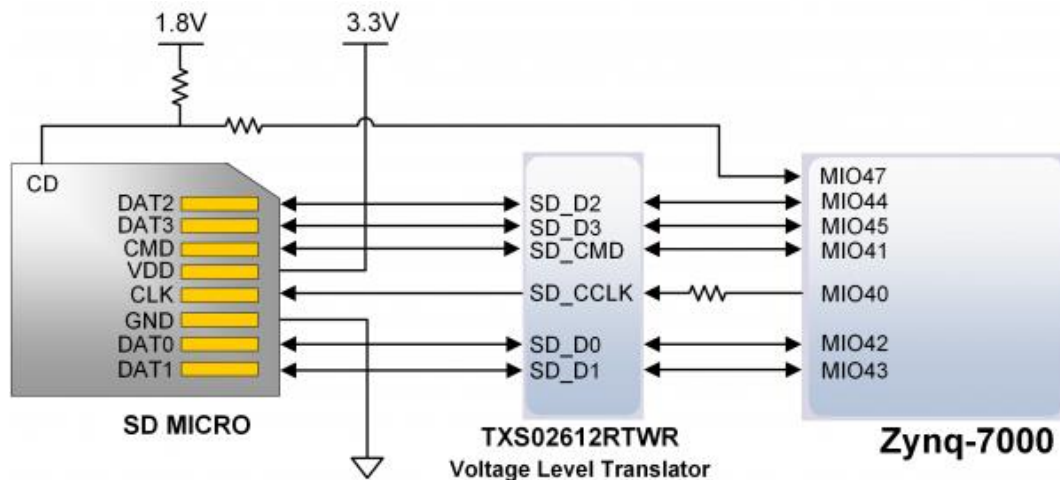 1.8V
3.3V
CD
DAT2
DAT3
CMD
VDD
CLK
GND
DAT0
DAT1
SD MICRO
SD_D2
SD_D3
SD_CMD
SD_CCLK
SD_D0
SD_D1
TXS02612RTWR
Voltage Level Translator
MIO47
MIO44
MIO45
MIO41
MIO40
MIO42
MIO43
Zynq-7000